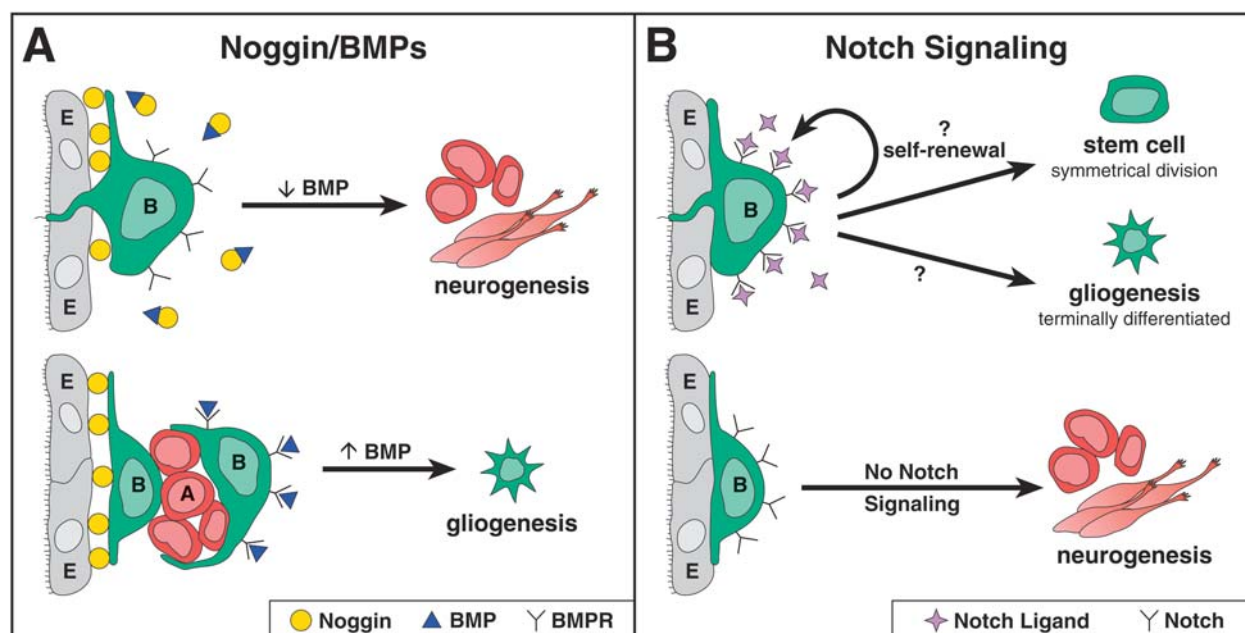 A
Noggin/BMPs
E
B
E
↓ BMP
neurogenesis
E
B
A
B
E
↑ BMP
gliogenesis
Noggin
BMP
BMPR
B
Notch Signaling
E
B
E
?
self-renewal
stem cell
symmetrical division
?
gliogenesis
terminally differentiated
E
B
E
No Notch
Signaling
neurogenesis
Notch Ligand
Notch